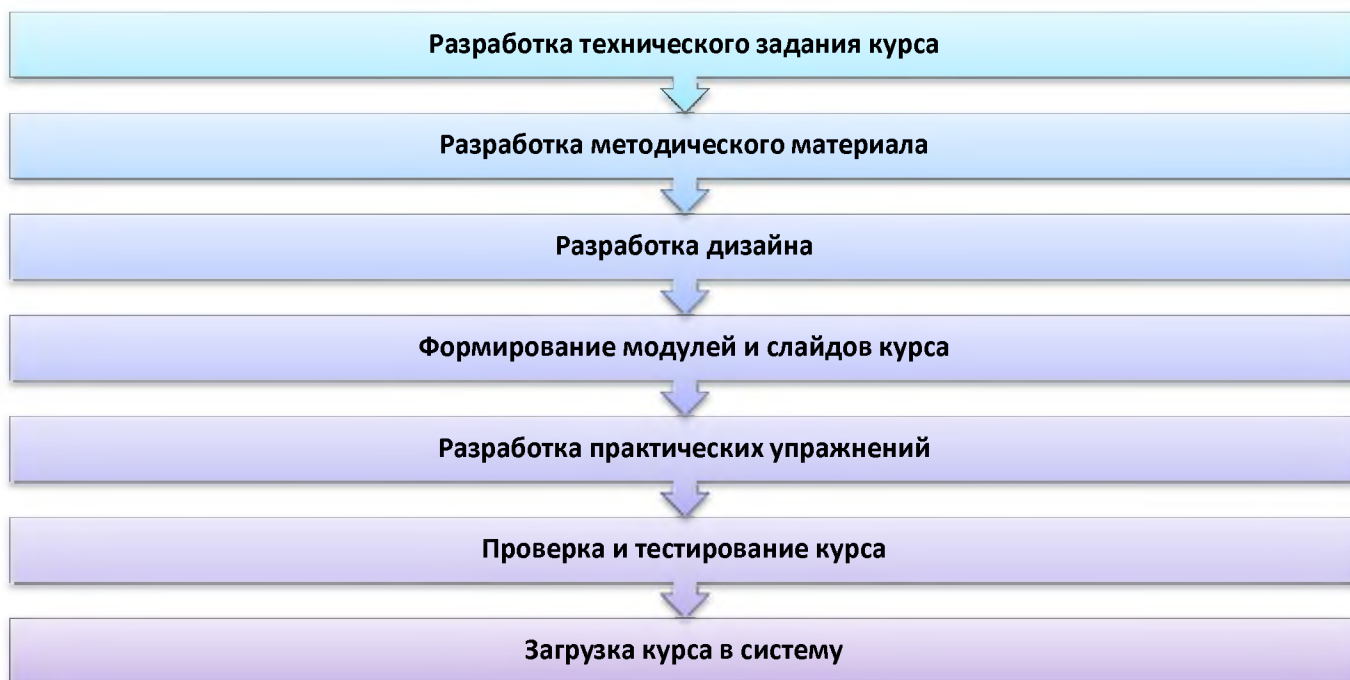 Разработка технического задания курса
Разработка методического материала
Разработка дизайна
Формирование модулей и слайдов курса
Разработка практических упражнений
Проверка и тестирование курса
Загрузка курса в систему